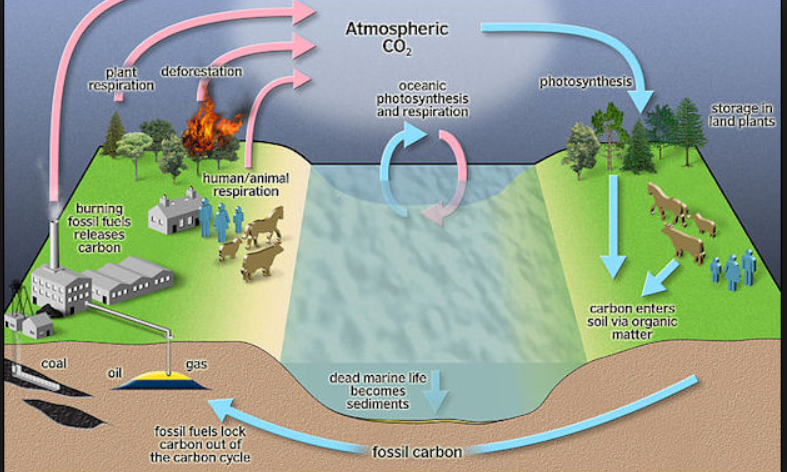 Atmospheric
CO₂
plant
respiration
deforestation
oceanic
photosynthesis
and respiration
photosynthesis
storage in
land plants
human/animal
respiration
burning
fossil fuels
releases
carbon
carbon enters
soil via organic
matter
coal
oil
gas
dead marine life
becomes
sediments
fossil fuels lock
carbon out of
the carbon cycle
fossil carbon